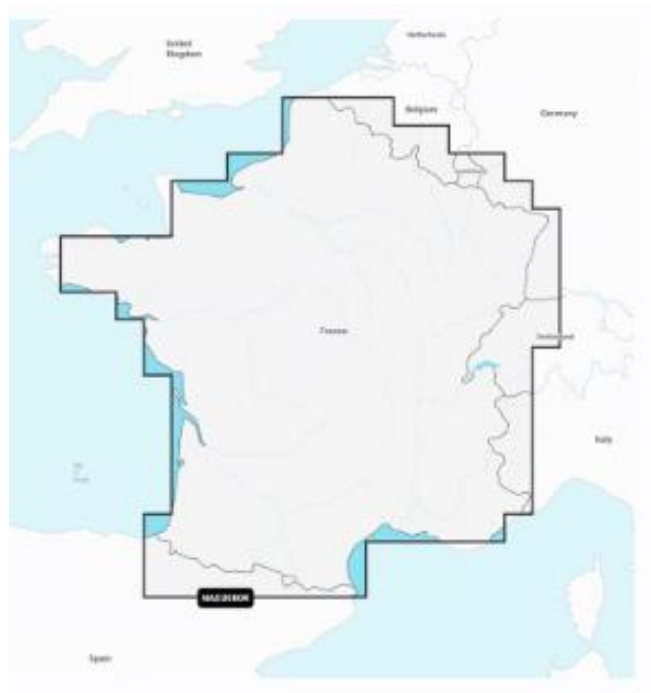 Netherlands
United
Kingdom
Belgium
Germany
France
Switzerland
Italy
Spain